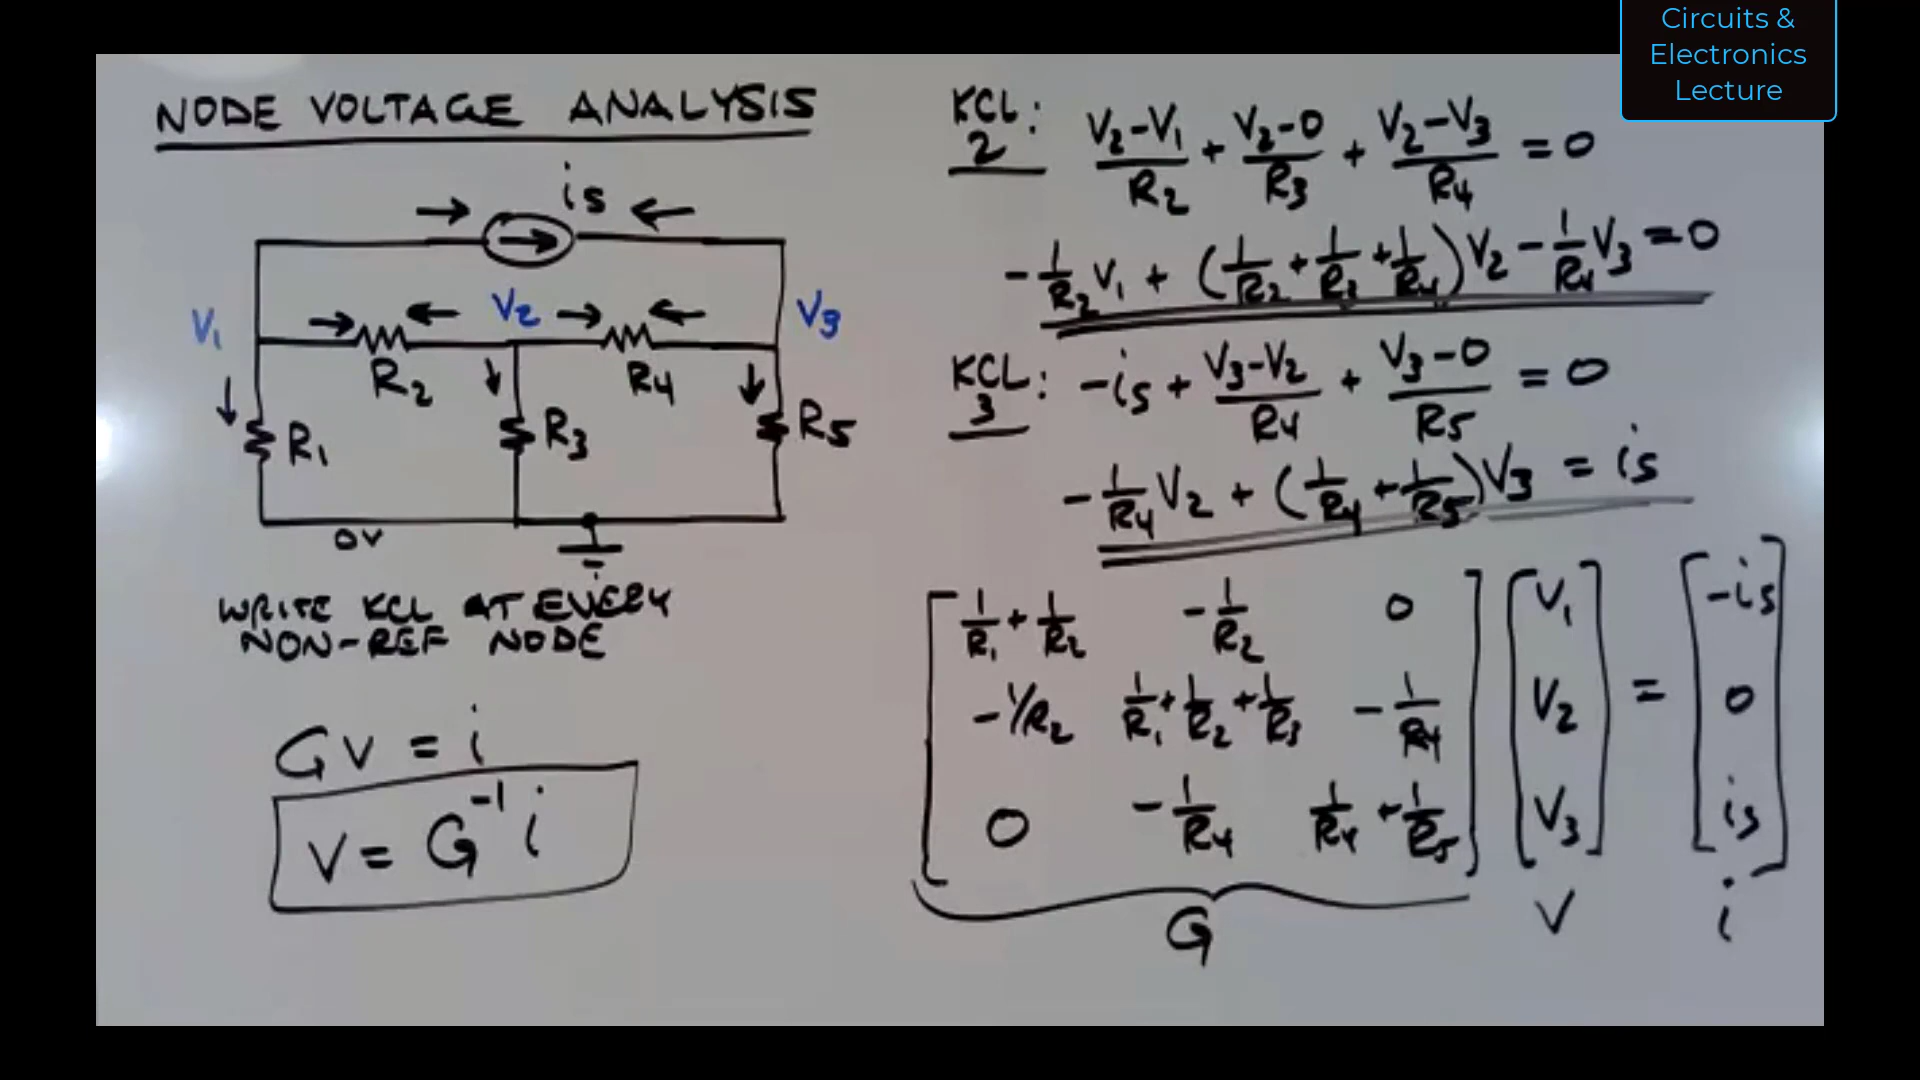 Circuits &
Electronics
Lecture
NODE VOLTAGE ANALYSIS
is
V1
V2
V3
R2
R4
R1
R3
R5
0V
WRITE KCL AT EVERY
NON-REF NODE
Gv = i
V = G^-1 i
KCL 2: (V2-V1)/R2 + (V2-0)/R3 + (V2-V3)/R4 = 0
-1/R2 V1 + (1/R2 + 1/R3 + 1/R4) V2 - 1/R4 V3 = 0
KCL 3: -is + (V3-V2)/R4 + (V3-0)/R5 = 0
-1/R4 V2 + (1/R4 + 1/R5) V3 = is
[1/R1 + 1/R2 -1/R2 0] [V1] [-is]
[-1/R2 1/R1 + 1/R2 + 1/R3 -1/R4] [V2] = [0]
[0 -1/R4 1/R4 + 1/R5] [V3] [is]
G V i